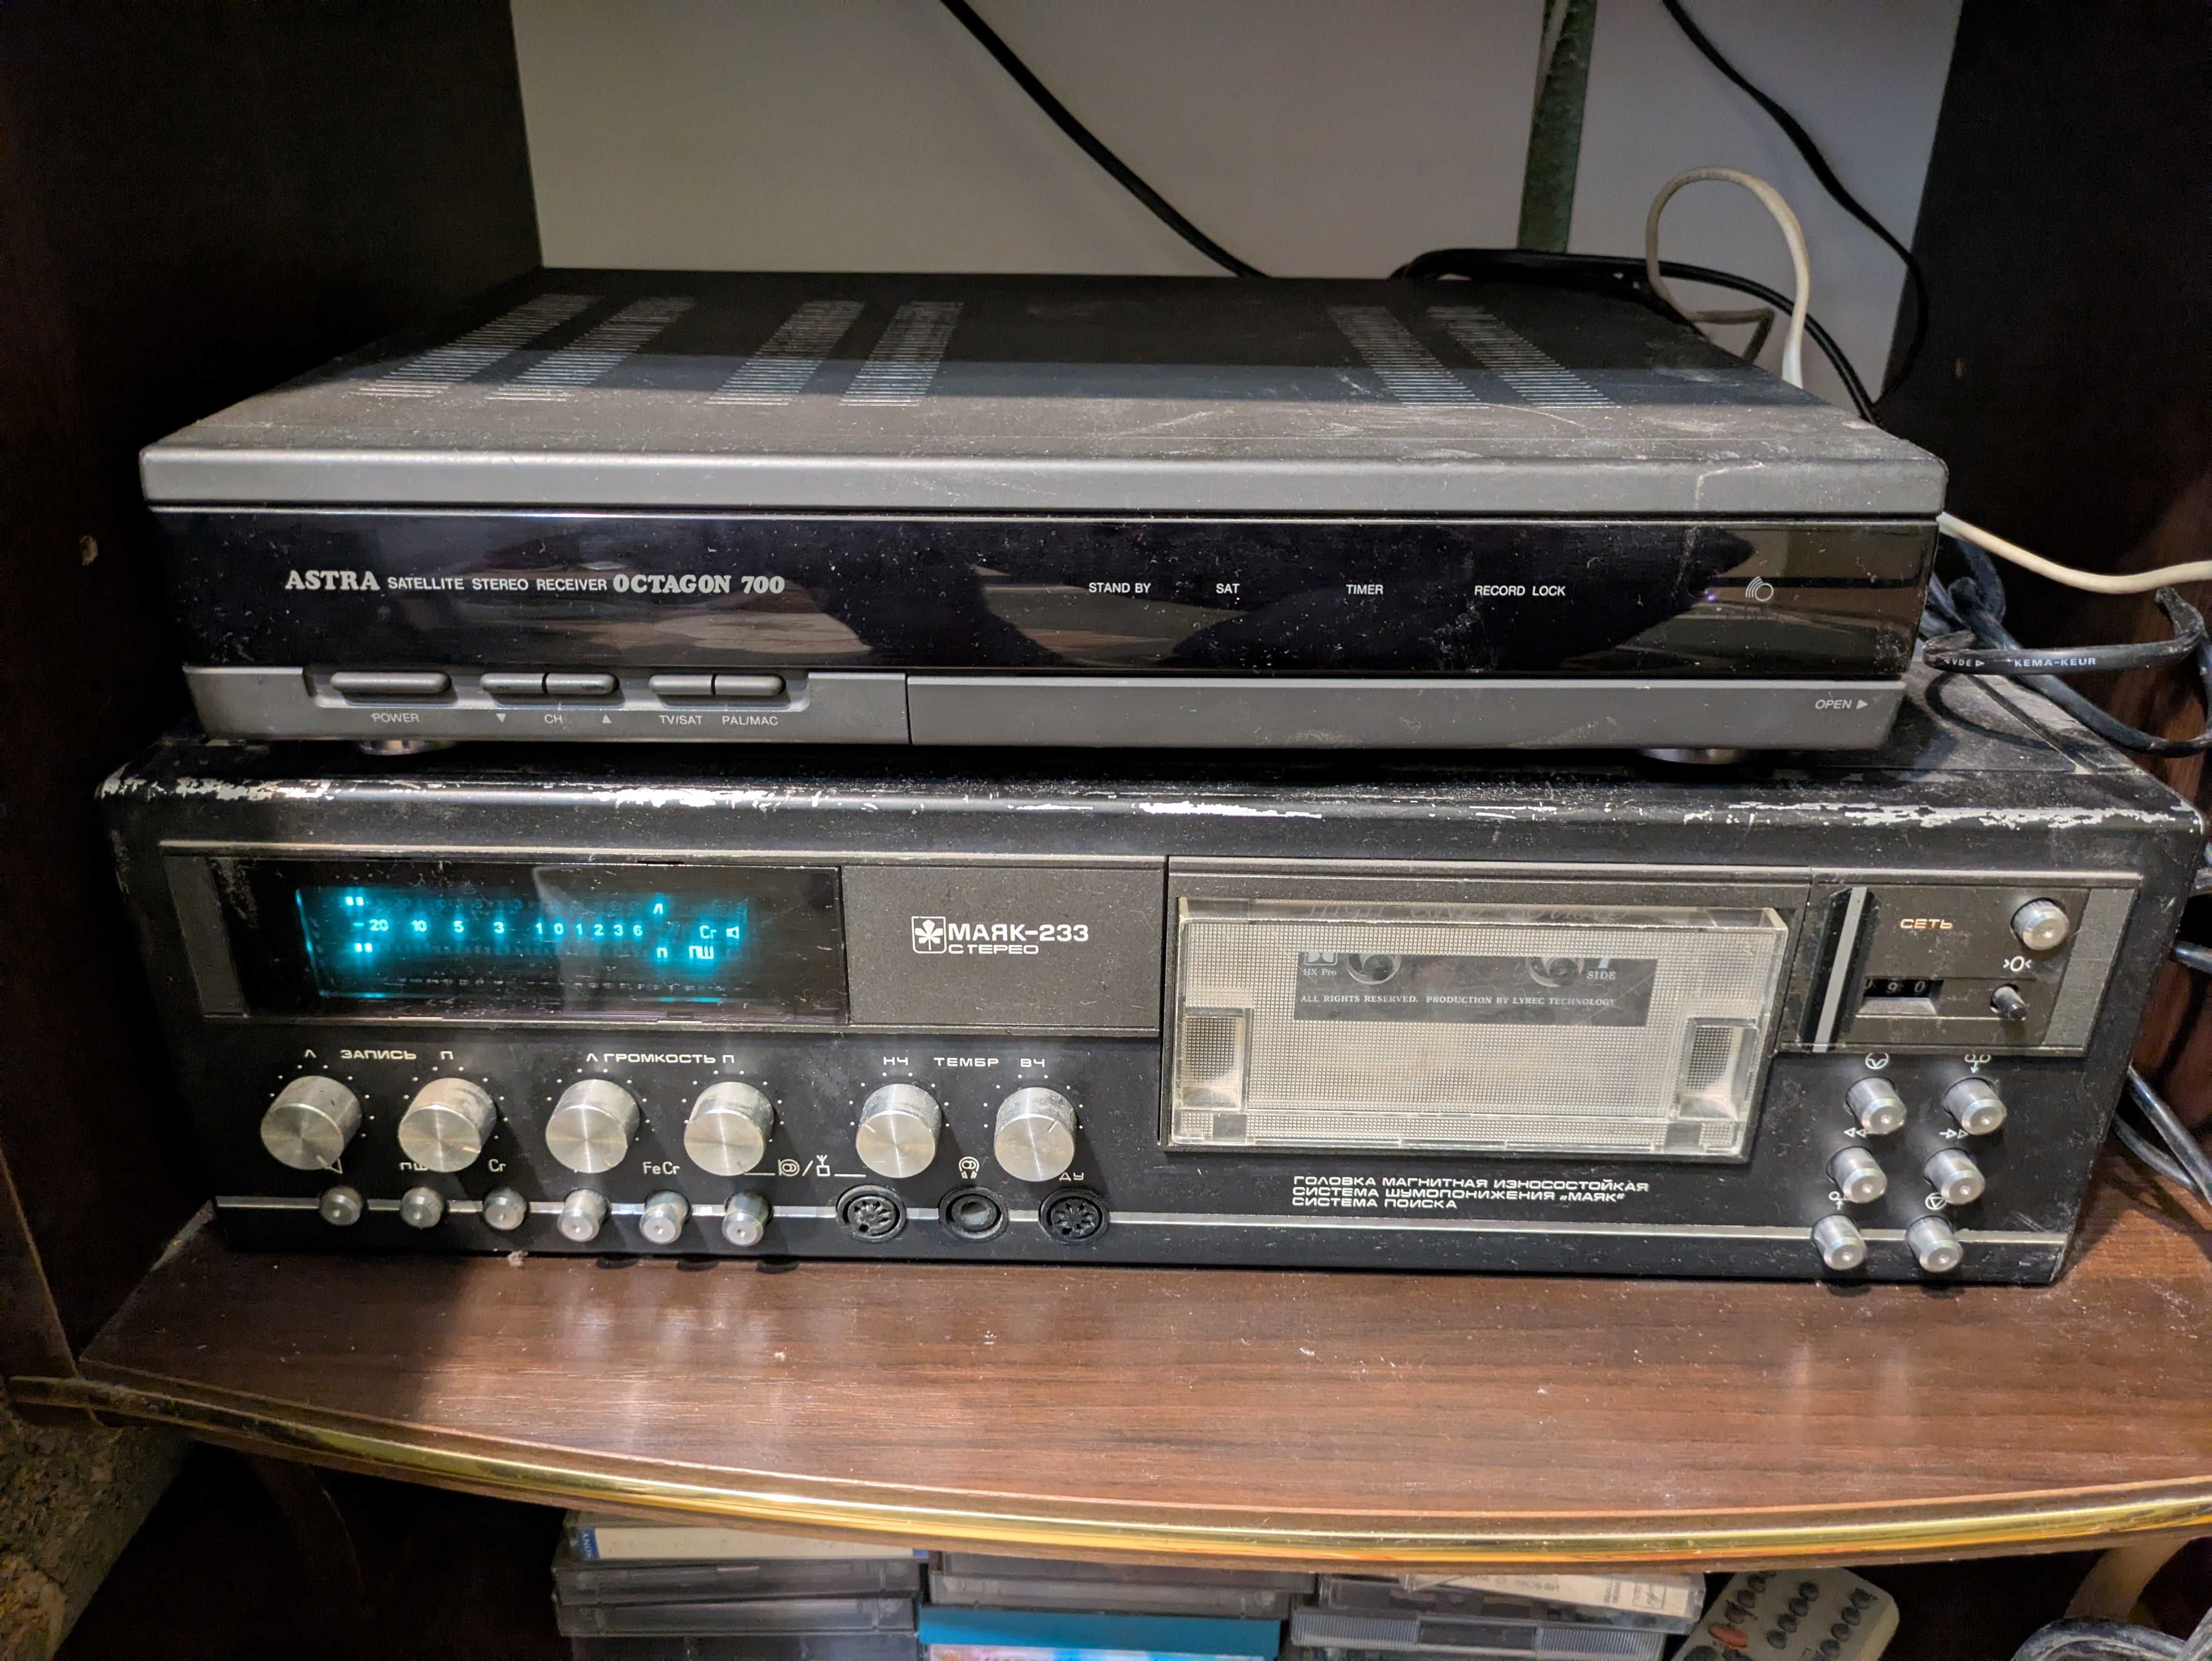 ASTRA SATELLITE STEREO RECEIVER OCTAGON 700
STAND BY SAT TIMER RECORD LOCK
POWER ▼ CH ▲ TV/SAT PAL/MAC
OPEN ▶
VDE KEMA-KEUR
-20 10 5 3 1 0 1 2 3 6
Л
Cr
П ПШ
МАЯК-233
СТЕРЕО
HX Pro
SIDE
ALL RIGHTS RESERVED. PRODUCTION BY LYREC TECHNOLOGY
СЕТЬ
>0<
Л ЗАПИСЬ П
Л ГРОМКОСТЬ П
НЧ ТЕМБР ВЧ
Cr
FeCr
ДУ
ГОЛОВКА МАГНИТНАЯ ИЗНОСОСТОЙКАЯ
СИСТЕМА ШУМОПОНИЖЕНИЯ „МАЯК"
СИСТЕМА ПОИСКА